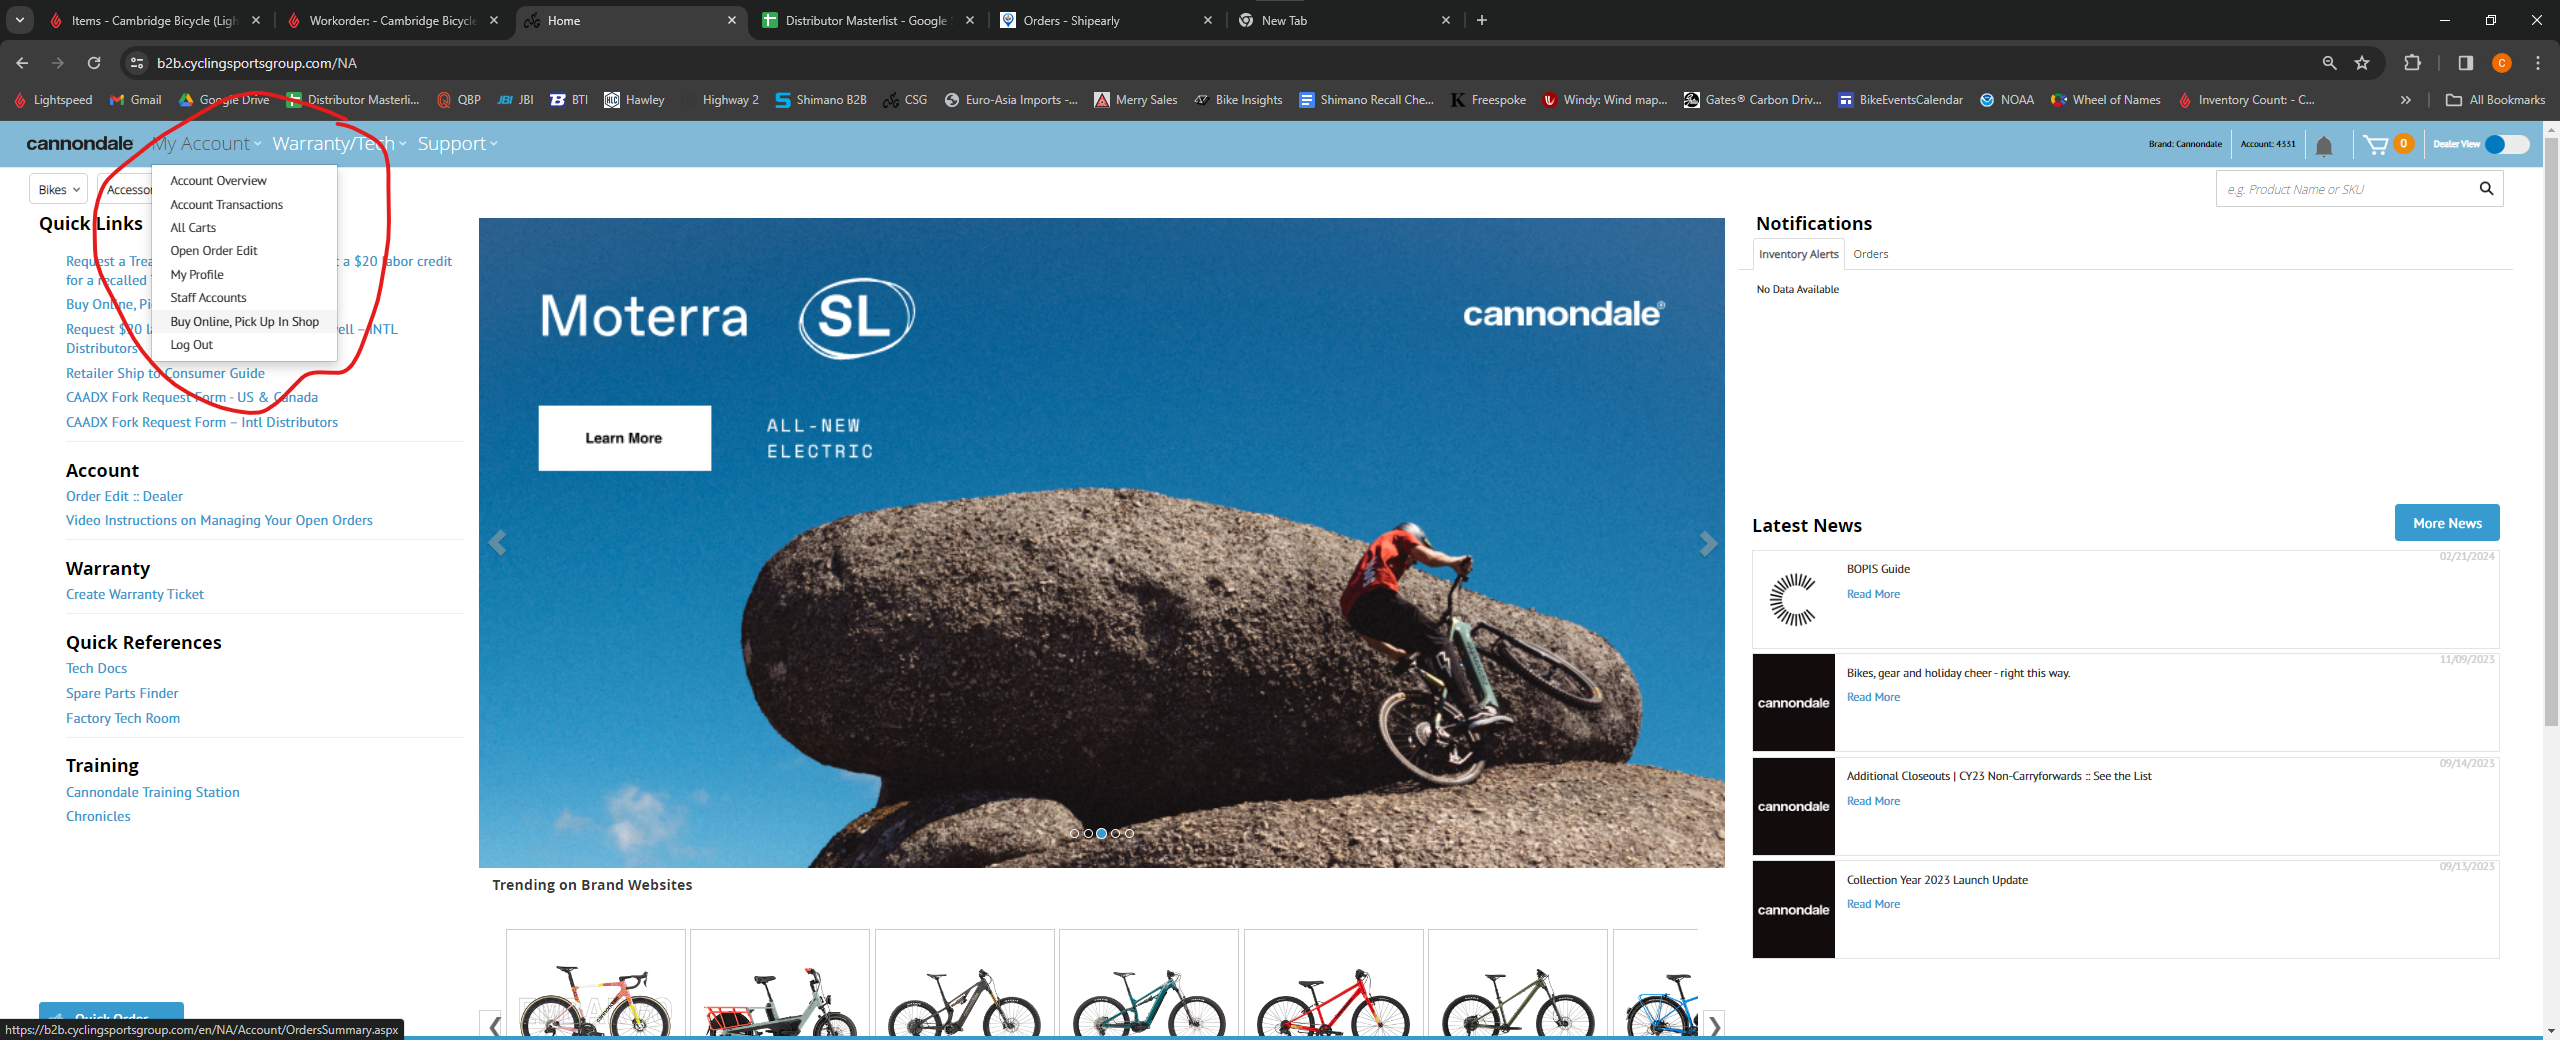 Items - Cambridge Bicycle (Ligh
Workorder: - Cambridge Bicycle
Home
Distributor Masterlist - Google
Orders - Shipearly
New Tab
b2b.cyclingsportsgroup.com/NA
Lightspeed
Gmail
Google Drive
Distributor Masterli...
QBP
JBI JBI
BTI
HLC Hawley
Highway 2
Shimano B2B
CSG
Euro-Asia Imports -...
Merry Sales
Bike Insights
Shimano Recall Che...
Freespoke
Windy: Wind map...
Gates® Carbon Driv...
BikeEventsCalendar
NOAA
Wheel of Names
Inventory Count: - C...
All Bookmarks
cannondale
My Account
Warranty/Tech
Support
Brand: Cannondale
Account: 4331
0
Dealer View
Bikes
Accessor
e.g. Product Name or SKU
Account Overview
Account Transactions
All Carts
Open Order Edit
My Profile
Staff Accounts
Buy Online, Pick Up In Shop
Log Out
Quick Links
Request a Trea
a $20 labor credit
for a recalled
Buy Online, Pi
Request $20 la
ell – INTL
Distributors
Retailer Ship to Consumer Guide
CAADX Fork Request Form - US & Canada
CAADX Fork Request Form – Intl Distributors
Account
Order Edit :: Dealer
Video Instructions on Managing Your Open Orders
Warranty
Create Warranty Ticket
Quick References
Tech Docs
Spare Parts Finder
Factory Tech Room
Training
Cannondale Training Station
Chronicles
Quick Order
https://b2b.cyclingsportsgroup.com/en/NA/Account/OrdersSummary.aspx
Moterra SL
cannondale®
Learn More
ALL-NEW
ELECTRIC
Trending on Brand Websites
Notifications
Inventory Alerts
Orders
No Data Available
Latest News
More News
02/21/2024
BOPIS Guide
Read More
11/09/2023
Bikes, gear and holiday cheer - right this way.
cannondale
Read More
09/14/2023
Additional Closeouts | CY23 Non-Carryforwards :: See the List
cannondale
Read More
09/13/2023
Collection Year 2023 Launch Update
cannondale
Read More